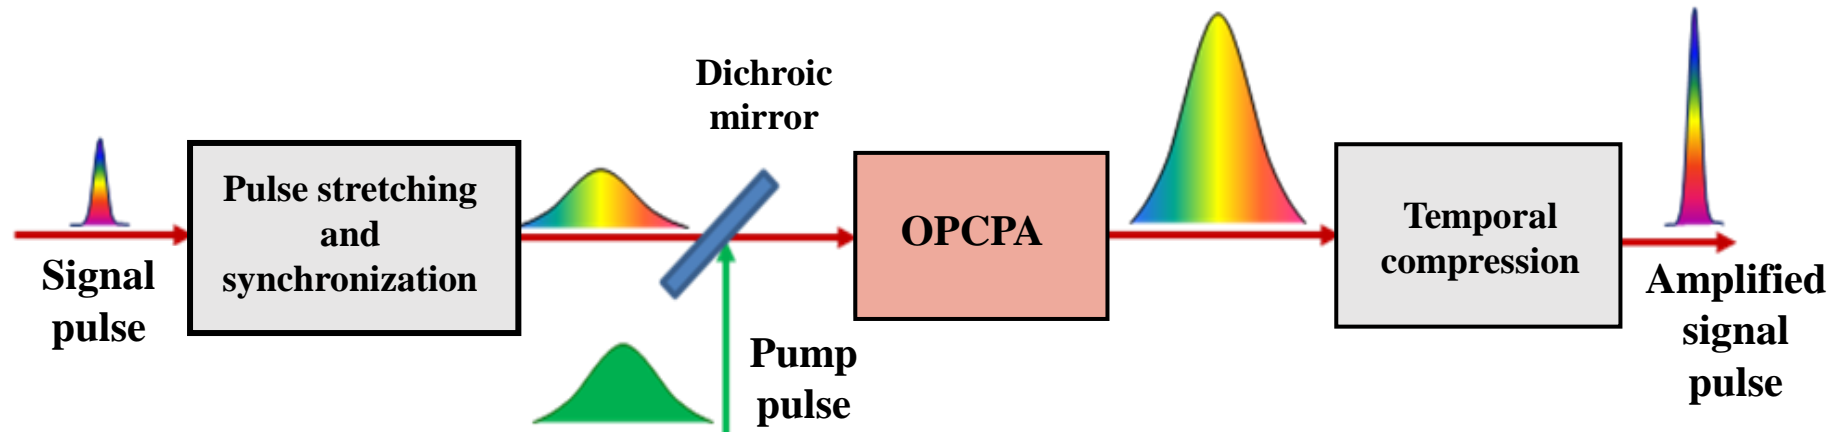 Signal
pulse
Pulse stretching
and
synchronization
Dichroic
mirror
Pump
pulse
OPCPA
Temporal
compression
Amplified
signal
pulse